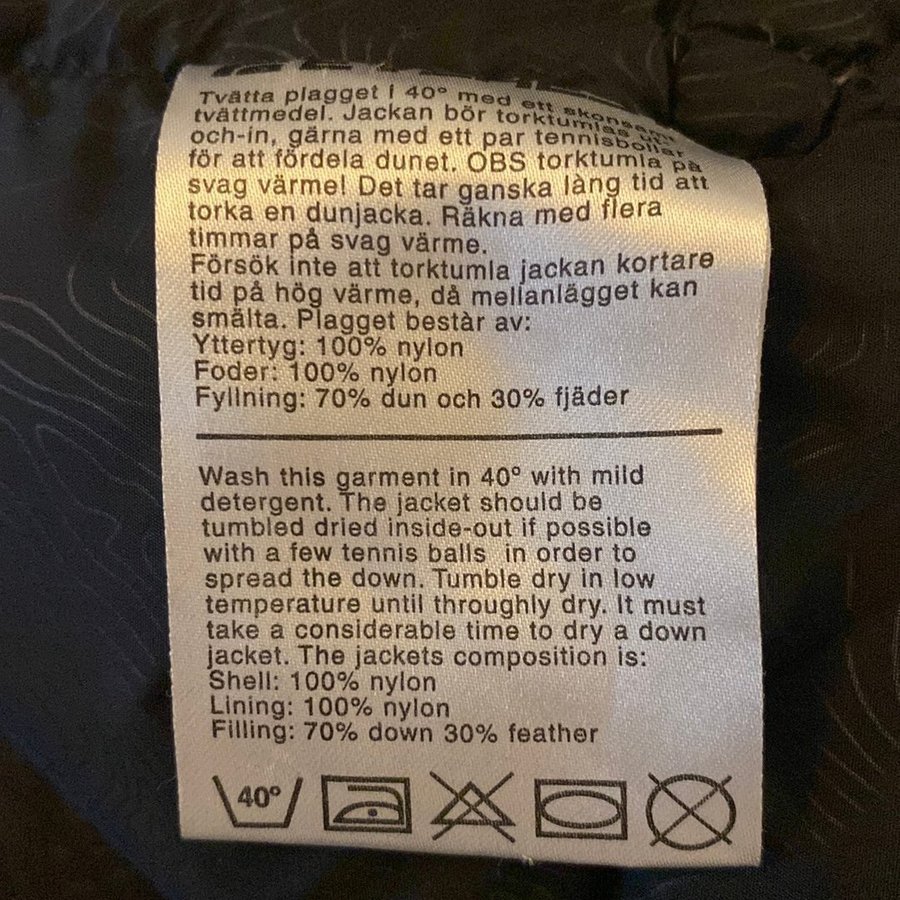 Tvätta plagget i 40° med ett skonsamt
tvättmedel. Jackan bör torktumlas ut-
och-in, gärna med ett par tennisbollar
för att fördela dunet. OBS torktumla på
svag värme! Det tar ganska lång tid att
torka en dunjacka. Räkna med flera
timmar på svag värme.
Försök inte att torktumla jackan kortare
tid på hög värme, då mellanlägget kan
smälta. Plagget består av:
Yttertyg: 100% nylon
Foder: 100% nylon
Fyllning: 70% dun och 30% fjäder
Wash this garment in 40° with mild
detergent. The jacket should be
tumbled dried inside-out if possible
with a few tennis balls in order to
spread the down. Tumble dry in low
temperature until throughly dry. It must
take a considerable time to dry a down
jacket. The jackets composition is:
Shell: 100% nylon
Lining: 100% nylon
Filling: 70% down 30% feather
40°